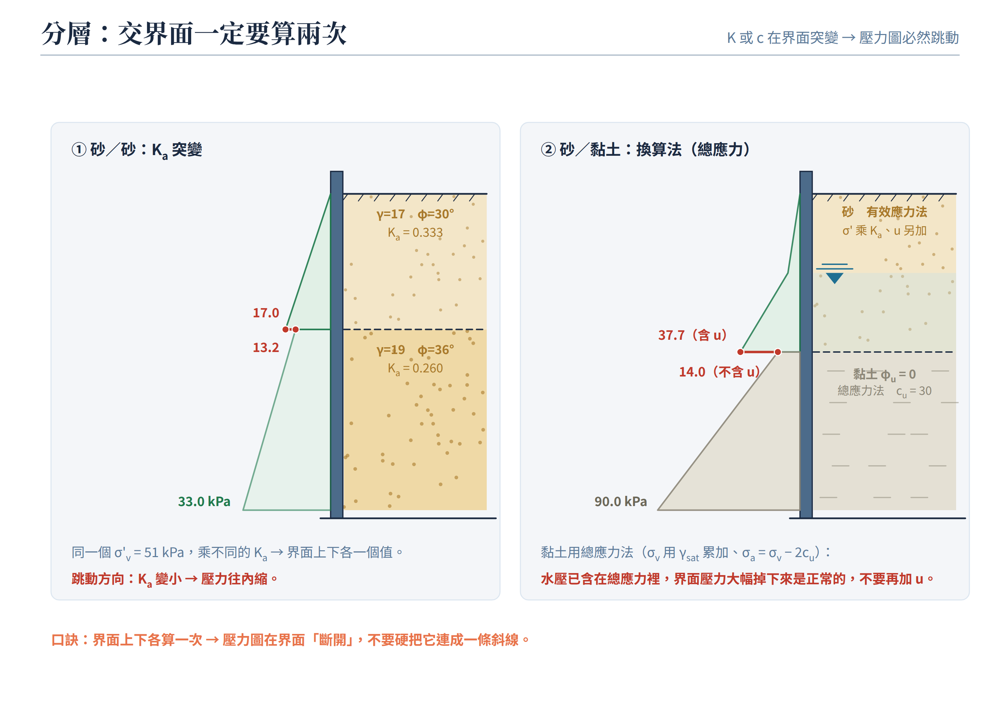 分層：交界面一定要算兩次
K 或 c 在界面突變 → 壓力圖必然跳動
① 砂／砂：Ka 突變
γ=17　φ=30°
Ka = 0.333
17.0
13.2
γ=19　φ=36°
Ka = 0.260
33.0 kPa
同一個 σ'v = 51 kPa，乘不同的 Ka → 界面上下各一個值。
跳動方向：Ka 變小 → 壓力往內縮。
② 砂／黏土：換算法（總應力）
砂　有效應力法
σ' 乘 Ka、u 另加
37.7（含 u）
14.0（不含 u）
黏土 φu = 0
總應力法　cu = 30
90.0 kPa
黏土用總應力法（σv 用 γsat 累加、σa = σv − 2cu）：
水壓已含在總應力裡，界面壓力大幅掉下來是正常的，不要再加 u。
口訣：界面上下各算一次 → 壓力圖在界面「斷開」，不要硬把它連成一條斜線。